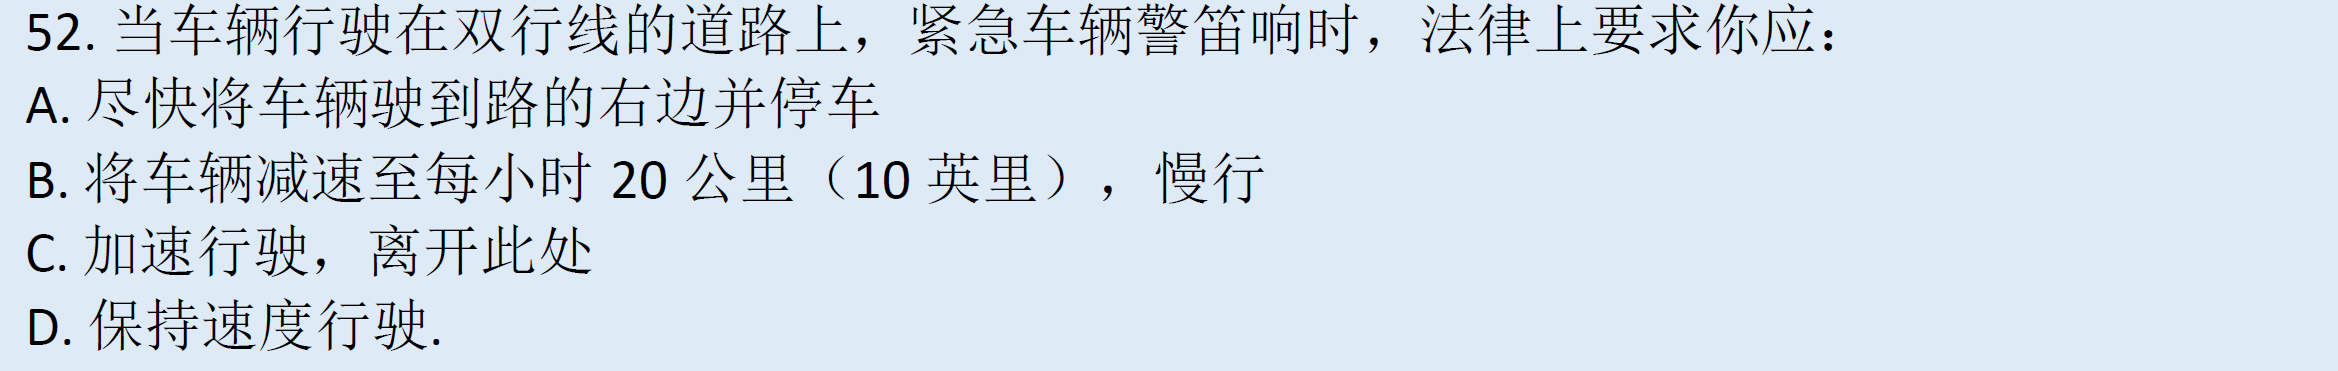 52. 当车辆行驶在双行线的道路上，紧急车辆警笛响时，法律上要求你应：
A. 尽快将车辆驶到路的右边并停车
B. 将车辆减速至每小时 20 公里（10 英里），慢行
C. 加速行驶，离开此处
D. 保持速度行驶.